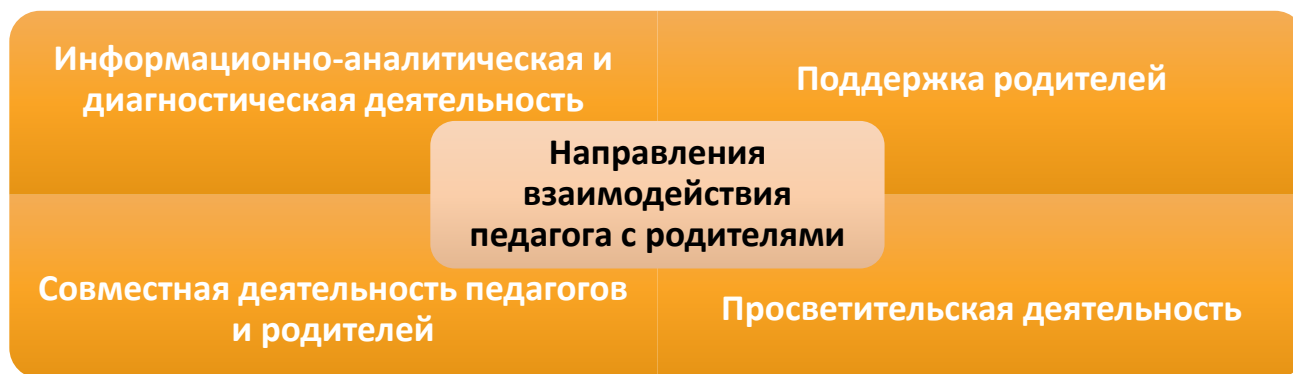 Информационно-аналитическая и
диагностическая деятельность
Поддержка родителей
Направления
взаимодействия
педагога с родителями
Совместная деятельность педагогов
и родителей
Просветительская деятельность